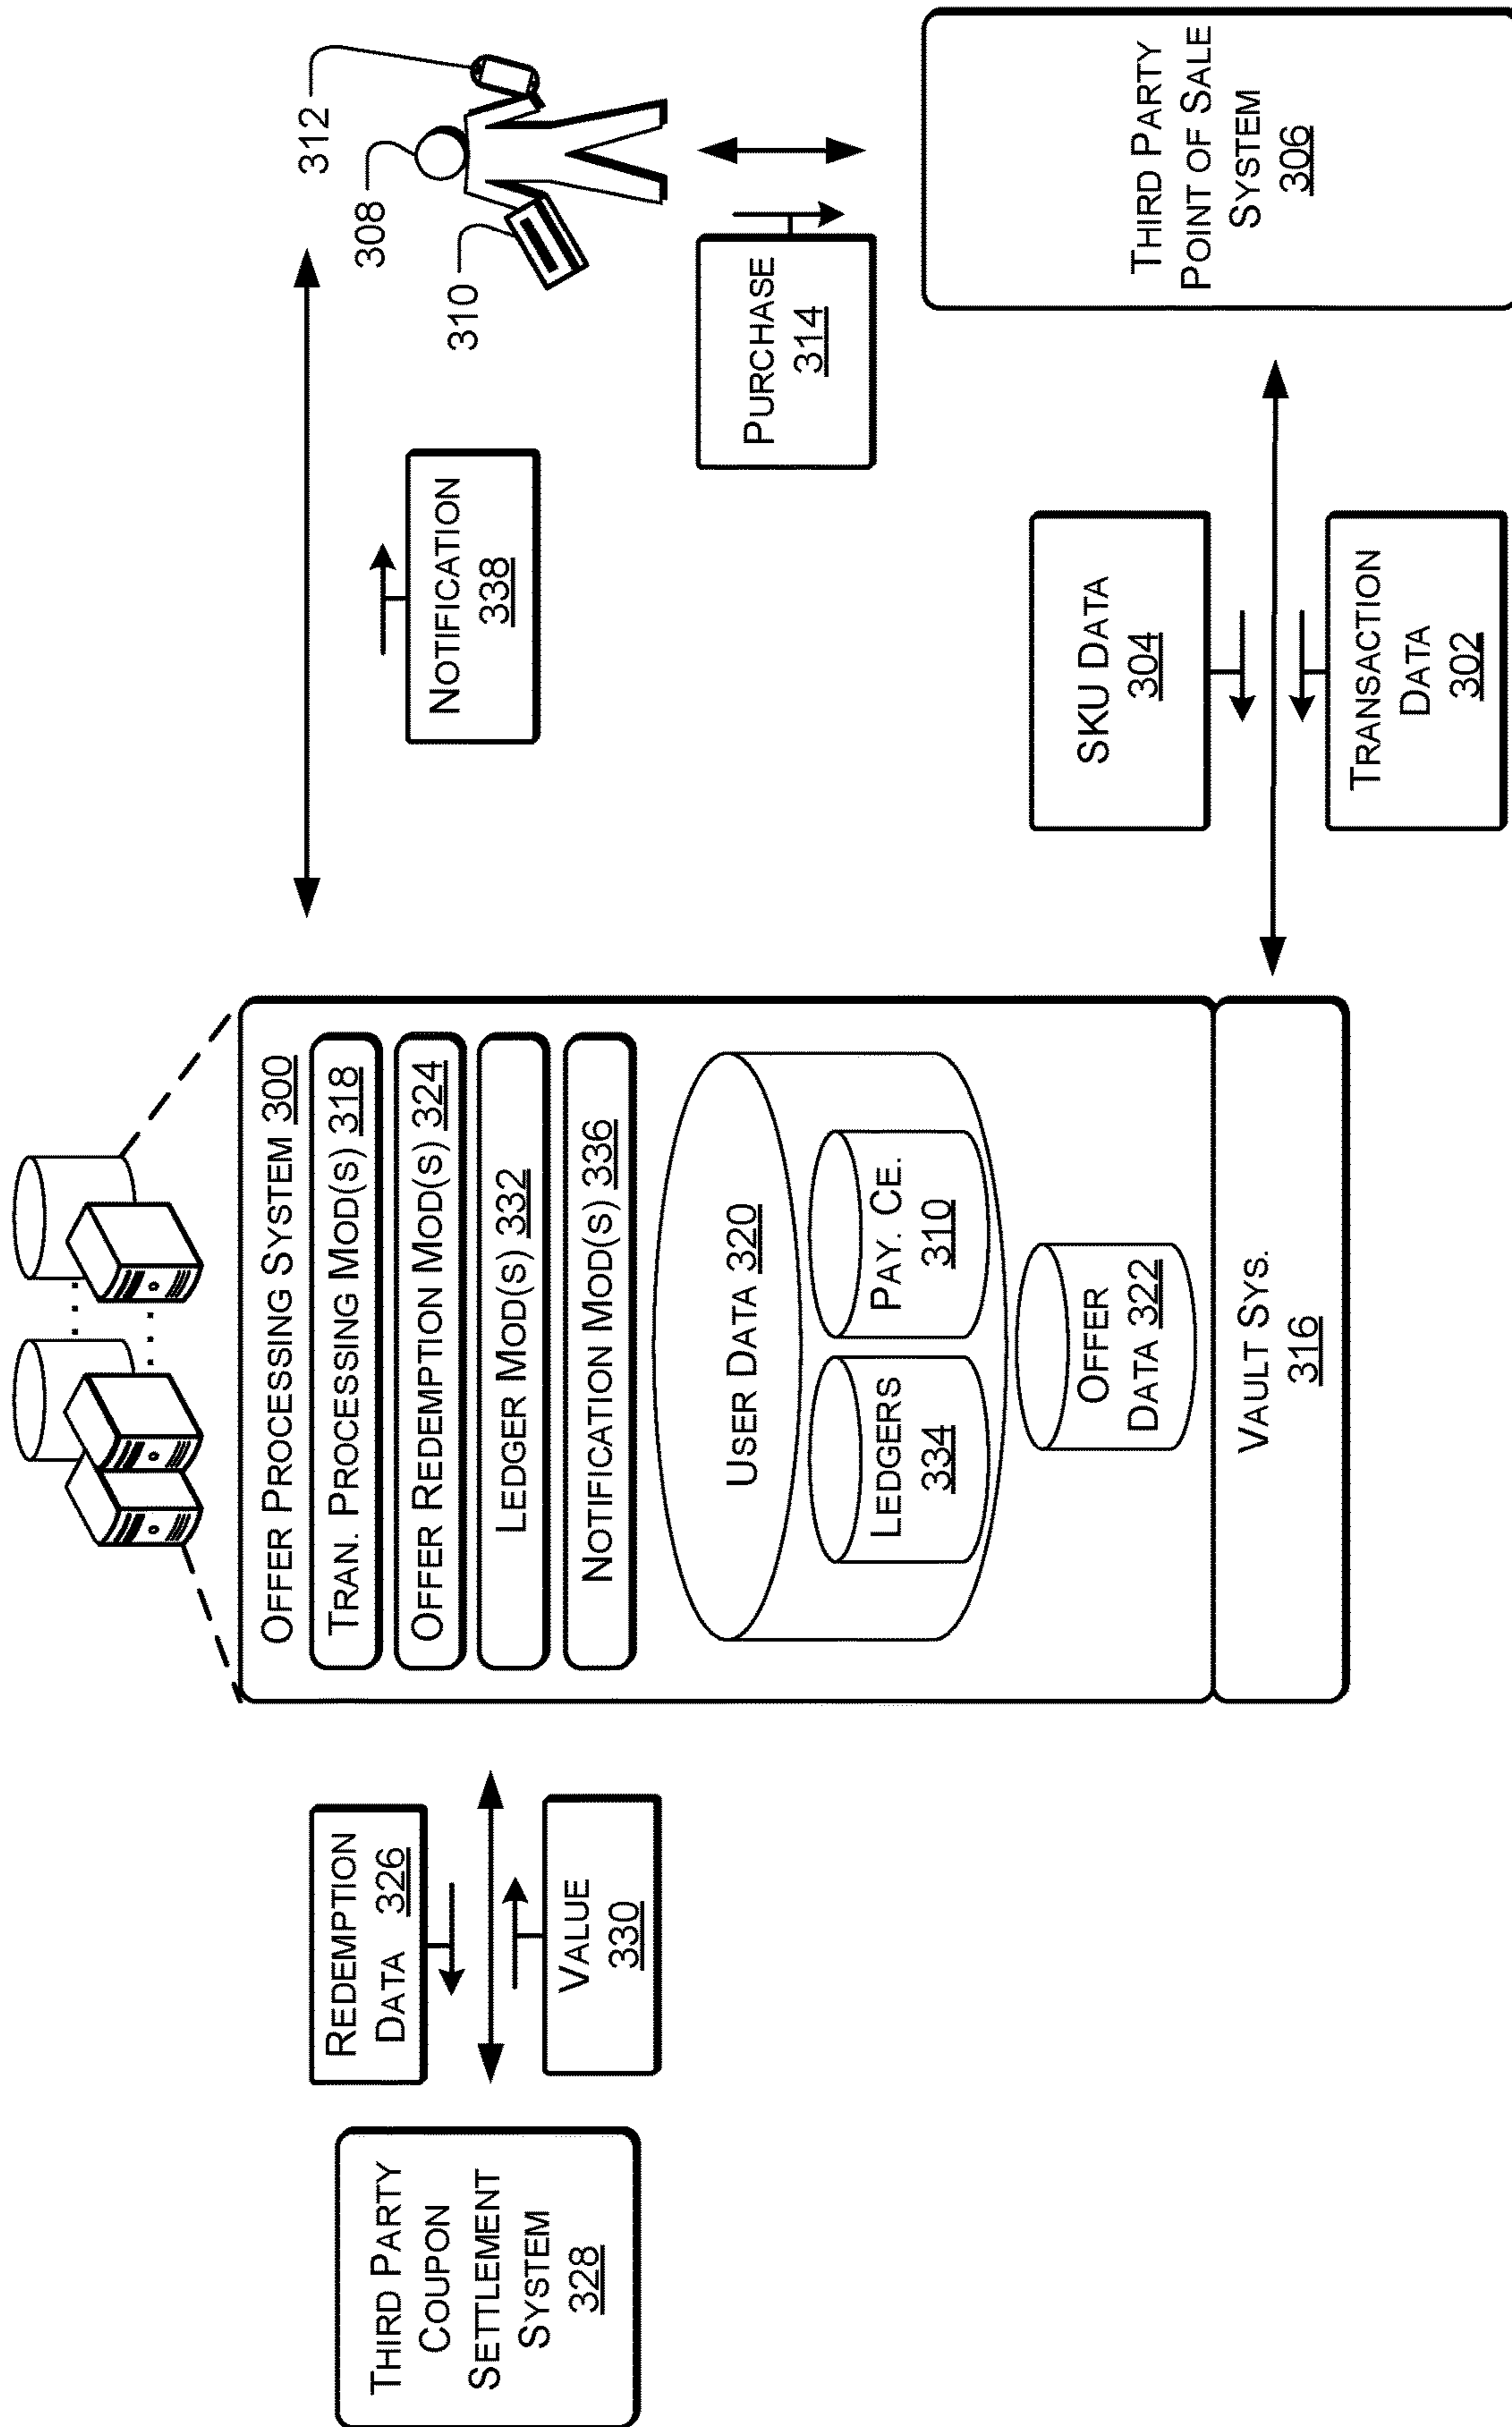 OFFER PROCESSING SYSTEM 300
TRAN. PROCESSING MOD(S) 318
OFFER REDEMPTION MOD(S) 324
LEDGER MOD(S) 332
NOTIFICATION MOD(S) 336
USER DATA 320
LEDGERS
334
PAY. CE.
310
OFFER
DATA 322
VAULT SYS.
316
THIRD PARTY
COUPON
SETTLEMENT
SYSTEM
328
REDEMPTION
DATA 326
VALUE
330
NOTIFICATION
338
308
312
310
PURCHASE
314
SKU DATA
304
TRANSACTION
DATA
302
THIRD PARTY
POINT OF SALE
SYSTEM
306